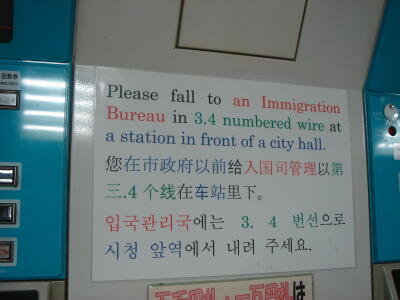 Please fall to an Immigration
Bureau in 3.4 numbered wire at
a station in front of a city hall.
您在市政府以前给入国司管理以第
三.4个线在车站里下。
입국관리국에는 3. 4 번선으로
시청 앞역에서 내려 주세요.